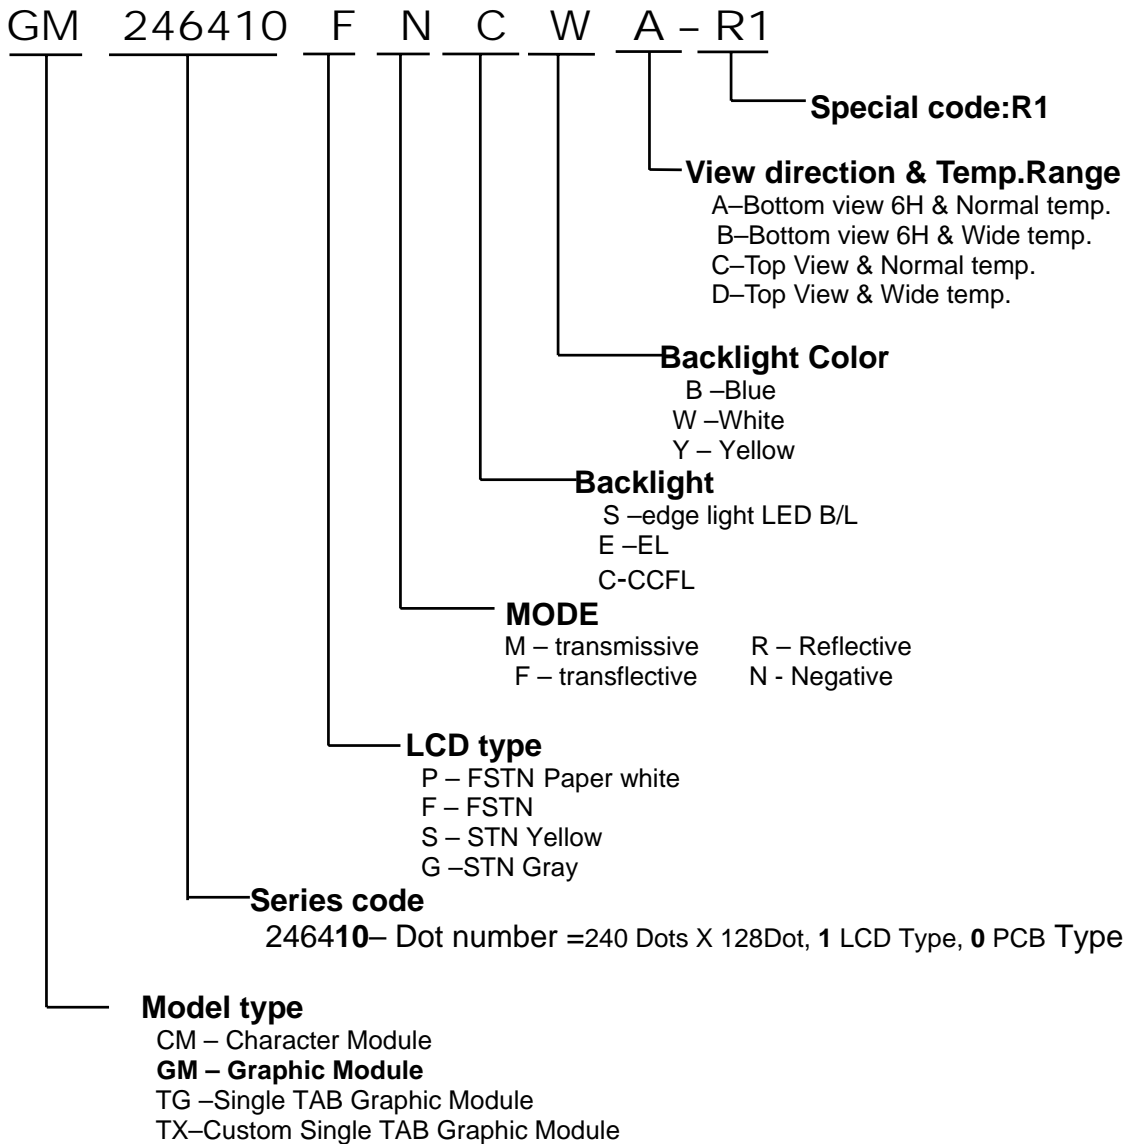 GM 246410 F N C W A – R1
Special code:R1
View direction & Temp.Range
A–Bottom view 6H & Normal temp.
B–Bottom view 6H & Wide temp.
C–Top View & Normal temp.
D–Top View & Wide temp.
Backlight Color
B –Blue
W –White
Y – Yellow
Backlight
S –edge light LED B/L
E –EL
C-CCFL
MODE
M – transmissive R – Reflective
F – transflective N - Negative
LCD type
P – FSTN Paper white
F – FSTN
S – STN Yellow
G –STN Gray
Series code
246410– Dot number =240 Dots X 128Dot, 1 LCD Type, 0 PCB Type
Model type
CM – Character Module
GM – Graphic Module
TG –Single TAB Graphic Module
TX–Custom Single TAB Graphic Module